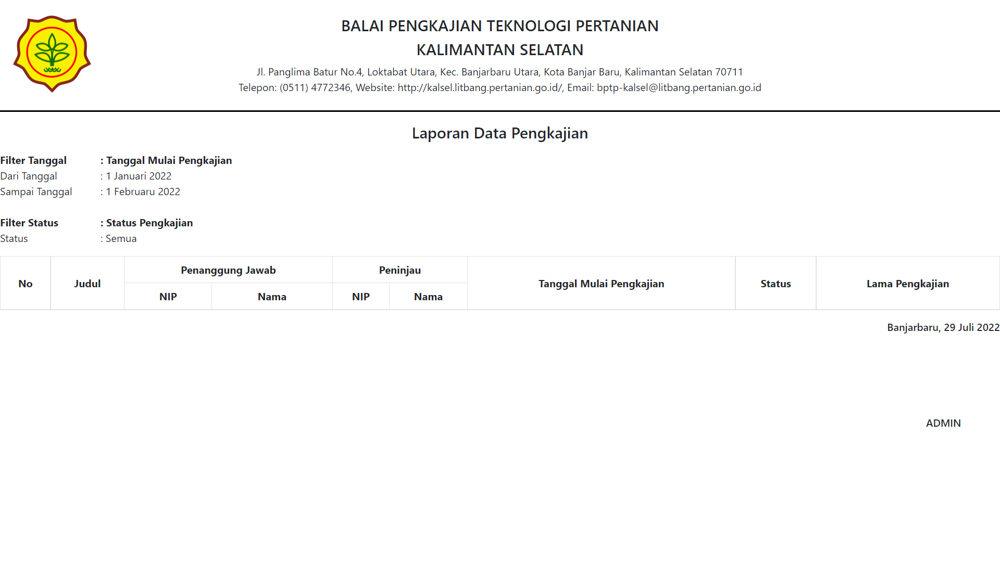 BALAI PENGKAJIAN TEKNOLOGI PERTANIAN
KALIMANTAN SELATAN
Jl. Panglima Batur No.4, Loktabat Utara, Kec. Banjarbaru Utara, Kota Banjar Baru, Kalimantan Selatan 70711
Telepon: (0511) 4772346, Website: http://kalsel.litbang.pertanian.go.id/, Email: bptp-kalsel@litbang.pertanian.go.id
Laporan Data Pengkajian
Filter Tanggal : Tanggal Mulai Pengkajian
Dari Tanggal : 1 Januari 2022
Sampai Tanggal : 1 Februaru 2022
Filter Status : Status Pengkajian
Status : Semua
No Judul Penanggung Jawab Peninjau Tanggal Mulai Pengkajian Status Lama Pengkajian
NIP Nama NIP Nama
Banjarbaru, 29 Juli 2022
ADMIN